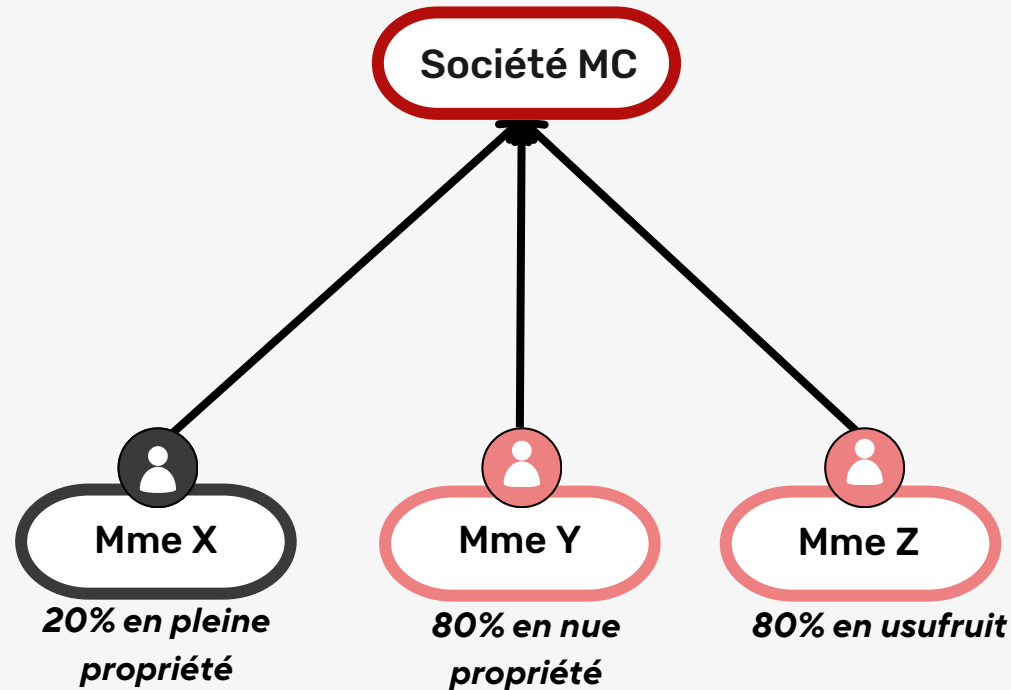 Société MC
Mme X
Mme Y
Mme Z
20% en pleine
propriété
80% en nue
propriété
80% en usufruit